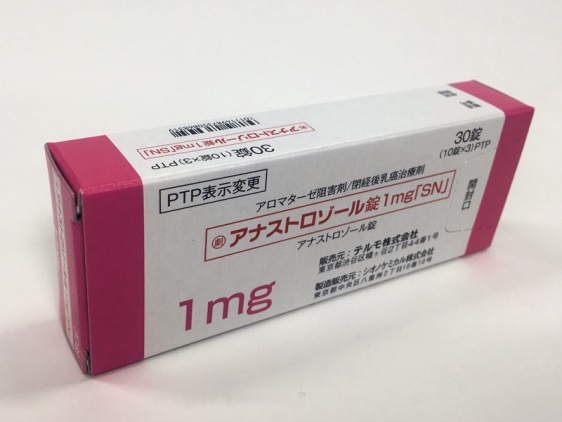 30錠(10錠×3)PTP
㊙アナストロゾール錠1mg「SN」
PTP表示変更
アロマターゼ阻害剤/閉経後乳癌治療剤
劇 アナストロゾール錠1mg「SN」
アナストロゾール錠
1mg
販売元:テルモ株式会社
東京都渋谷区幡ヶ谷2丁目44番1号
製造販売元:シオノケミカル株式会社
東京都中央区八重洲2丁目10番10号
30錠
(10錠×3)PTP
開封口